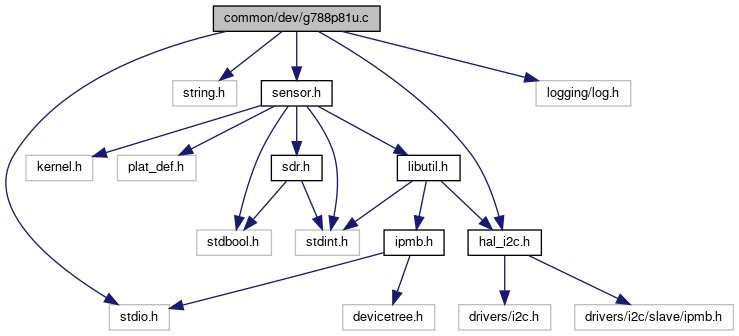 common/dev/g788p81u.c
string.h
sensor.h
logging/log.h
kernel.h
plat_def.h
sdr.h
libutil.h
stdbool.h
stdint.h
ipmb.h
hal_i2c.h
stdio.h
devicetree.h
drivers/i2c.h
drivers/i2c/slave/ipmb.h